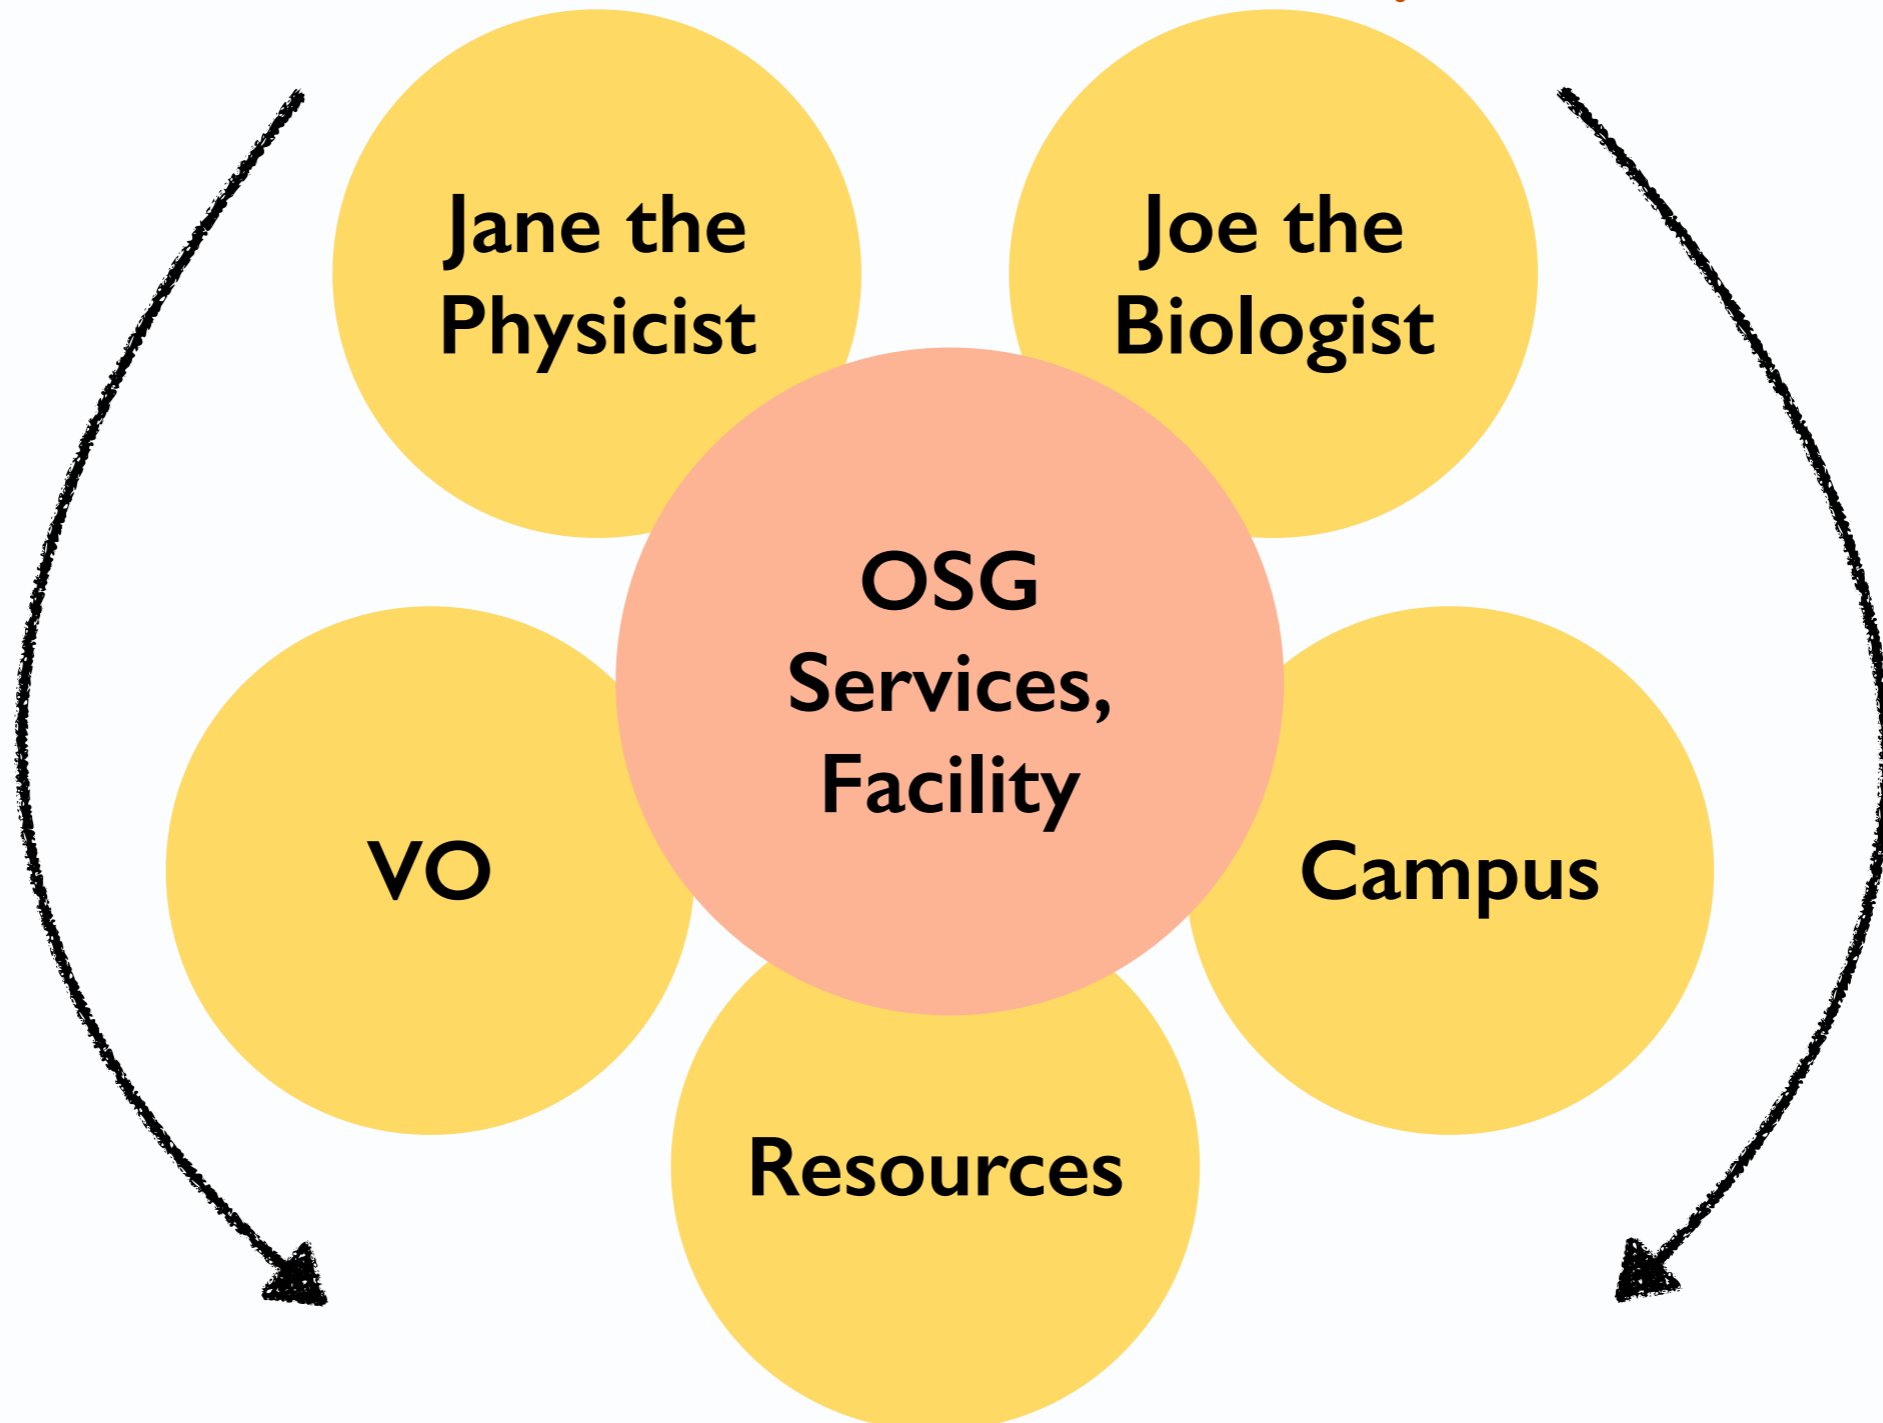 Jane the
Physicist
Joe the
Biologist
OSG
Services,
Facility
VO
Campus
Resources